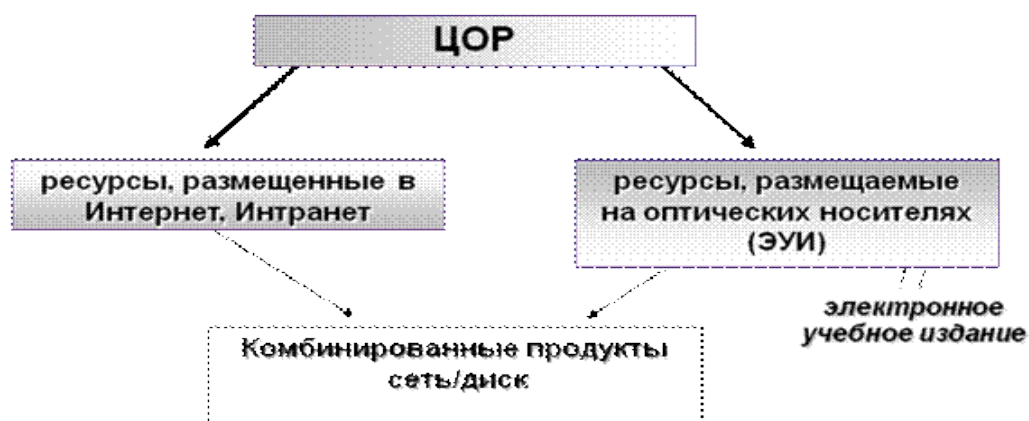 ЦОР
ресурсы, размещенные в
Интернет, Интранет
ресурсы, размещаемые
на оптических носителях
(ЭУИ)
электронное
учебное издание
Комбинированные продукты
сеть/диск